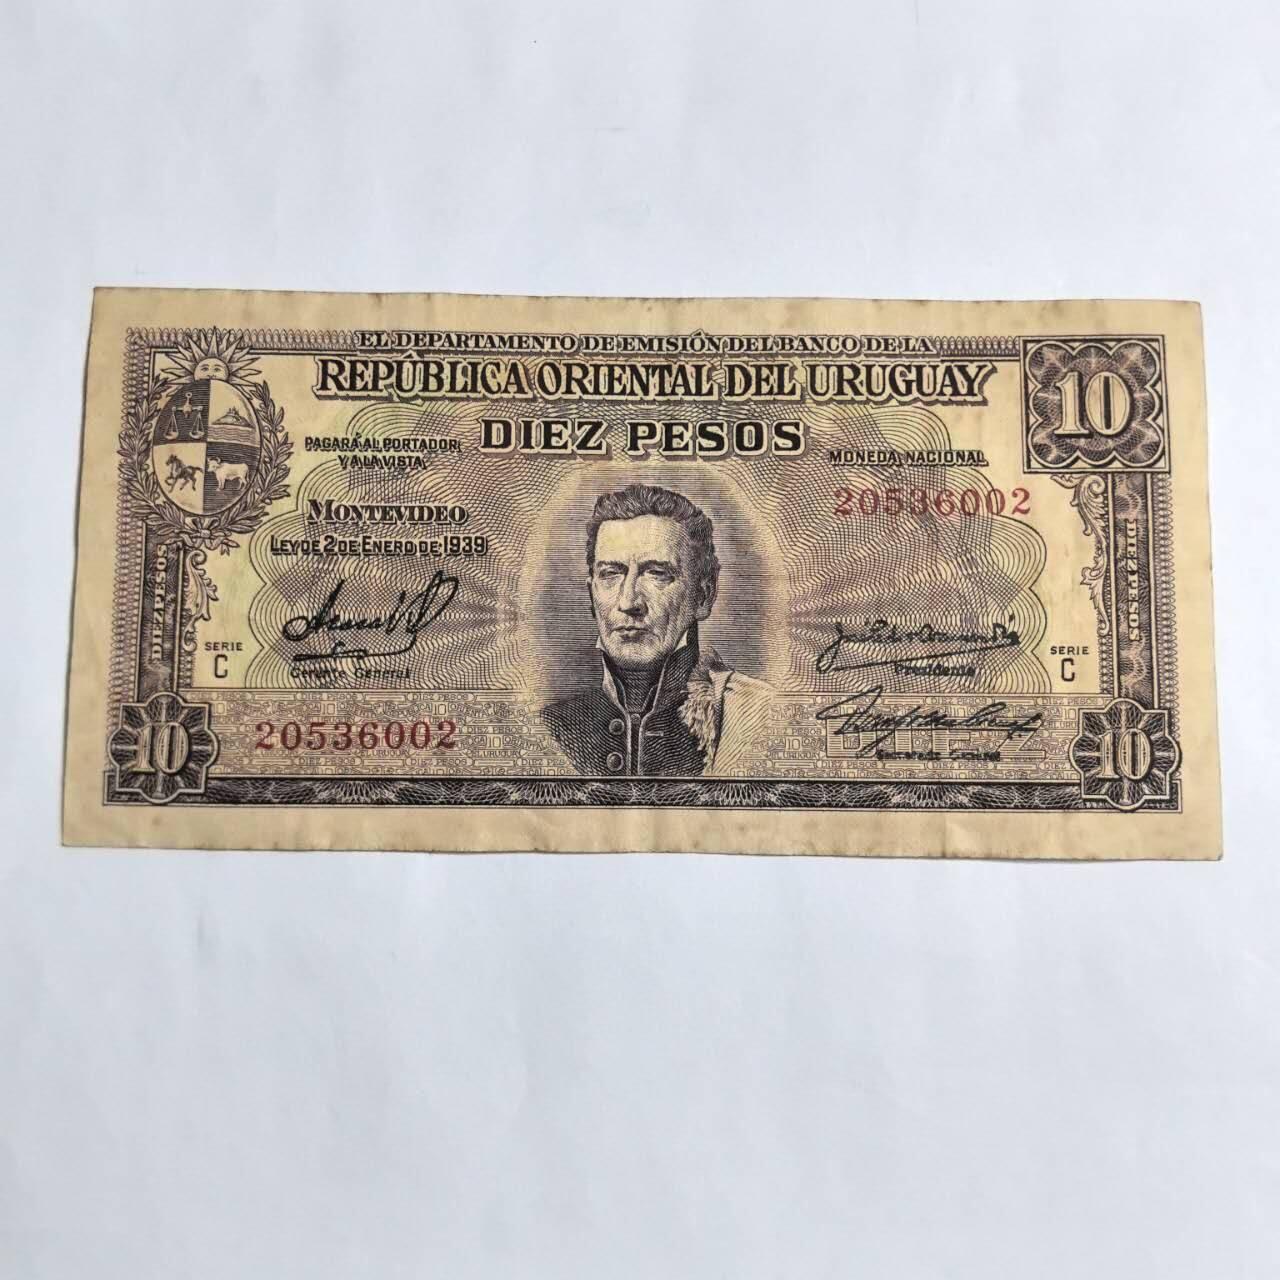 EL DEPARTAMENTO DE EMISIÓN DEL BANCO DE LA
REPÚBLICA ORIENTAL DEL URUGUAY
10
DIEZ PESOS
PAGARÁ AL PORTADOR
Y A LA VISTA
MONEDA NACIONAL
20536002
MONTEVIDEO
LEY DE 2 DE ENERO DE 1939
DIEZ PESOS
DIEZ PESOS
SERIE
C
Gerente General
Presidente
SERIE
C
20536002
Secretario General
10
10